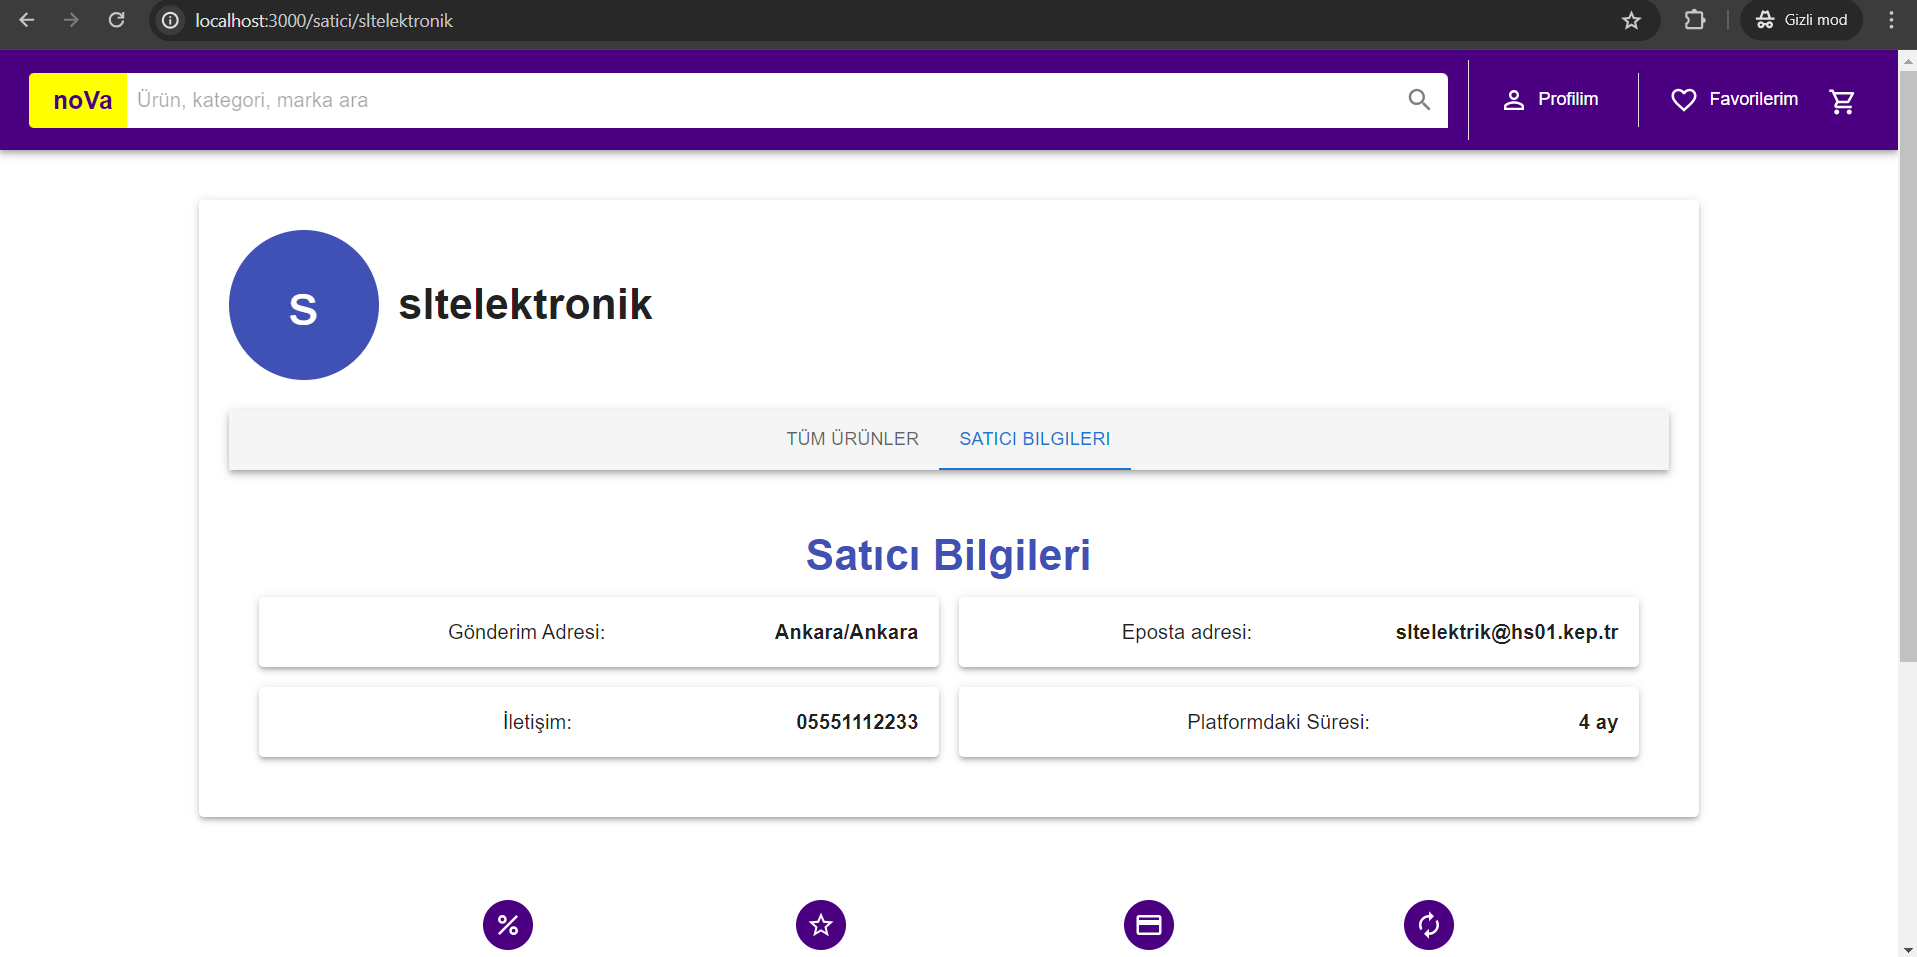 localhost:3000/satici/sltelektronik
Gizli mod
noVa
Ürün, kategori, marka ara
Profilim
Favorilerim
S
sltelektronik
TÜM ÜRÜNLER
SATICI BILGILERI
Satıcı Bilgileri
Gönderim Adresi:
Ankara/Ankara
Eposta adresi:
sltelektrik@hs01.kep.tr
İletişim:
05551112233
Platformdaki Süresi:
4 ay